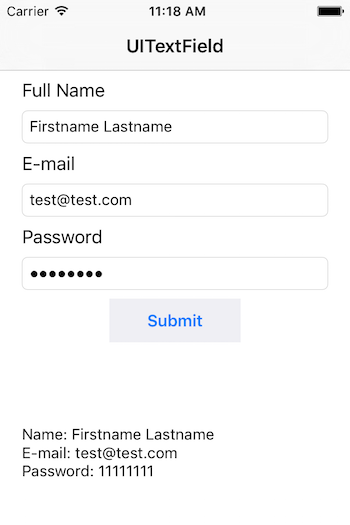 Carrier 11:18 AM
UITextField
Full Name
Firstname Lastname
E-mail
test@test.com
Password
●●●●●●●●
Submit
Name: Firstname Lastname
E-mail: test@test.com
Password: 11111111